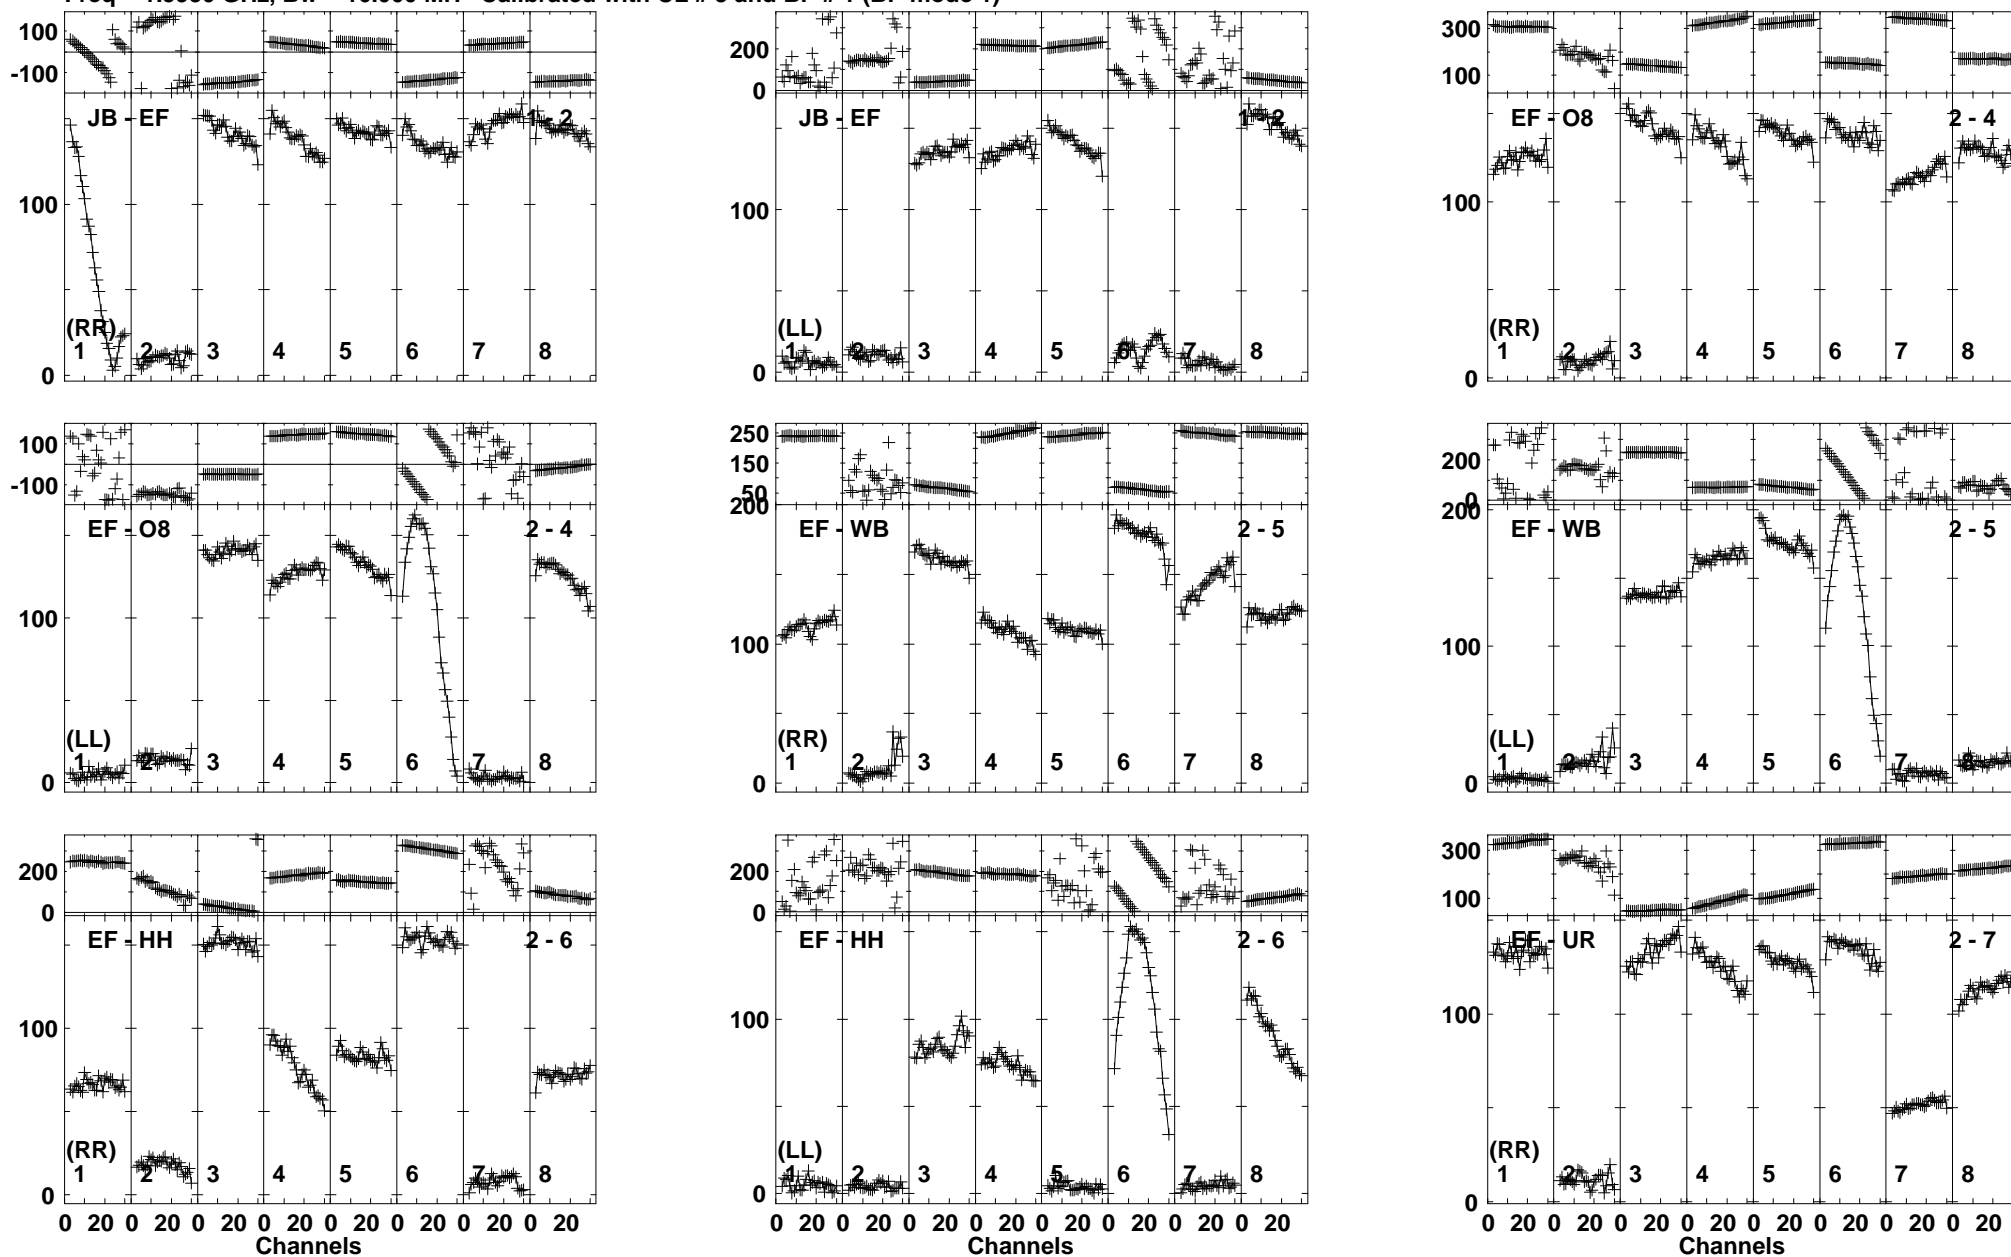 100 -100 200 0 300 100
JB - EF 1 - 2 JB - EF 1 - 2 EF - O8 2 - 4
100 100 100
(RR) (RR)
1 2 3 4 5 6 7 8 1 2 3 4 5 6 7 8 1 2 3 4 5 6 7 8
(LL)
0 0 0
100 -100 250 150 50 200 0
200 200
EF - O8 2 - 4 EF - WB 2 - 5 EF - WB 2 - 5
100 100 100
(LL) (RR) (LL)
1 2 3 4 5 6 7 8 1 2 3 4 5 6 7 8 1 2 3 4 5 6 7 8
0 0 0
200 0 200 0 300 100
EF - HH 2 - 6 EF - HH 2 - 6 EF - UR 2 - 7
100 100 100
(RR) (LL) (RR)
1 2 3 4 5 6 7 8 1 2 3 4 5 6 7 8 1 2 3 4 5 6 7 8
0 0 0
0 20 0 20 0 20 0 20 0 20 0 20 0 20 0 20 0 20 0 20 0 20 0 20 0 20 0 20 0 20 0 20 0 20 0 20 0 20 0 20 0 20 0 20 0 20 0 20
Channels Channels Channels